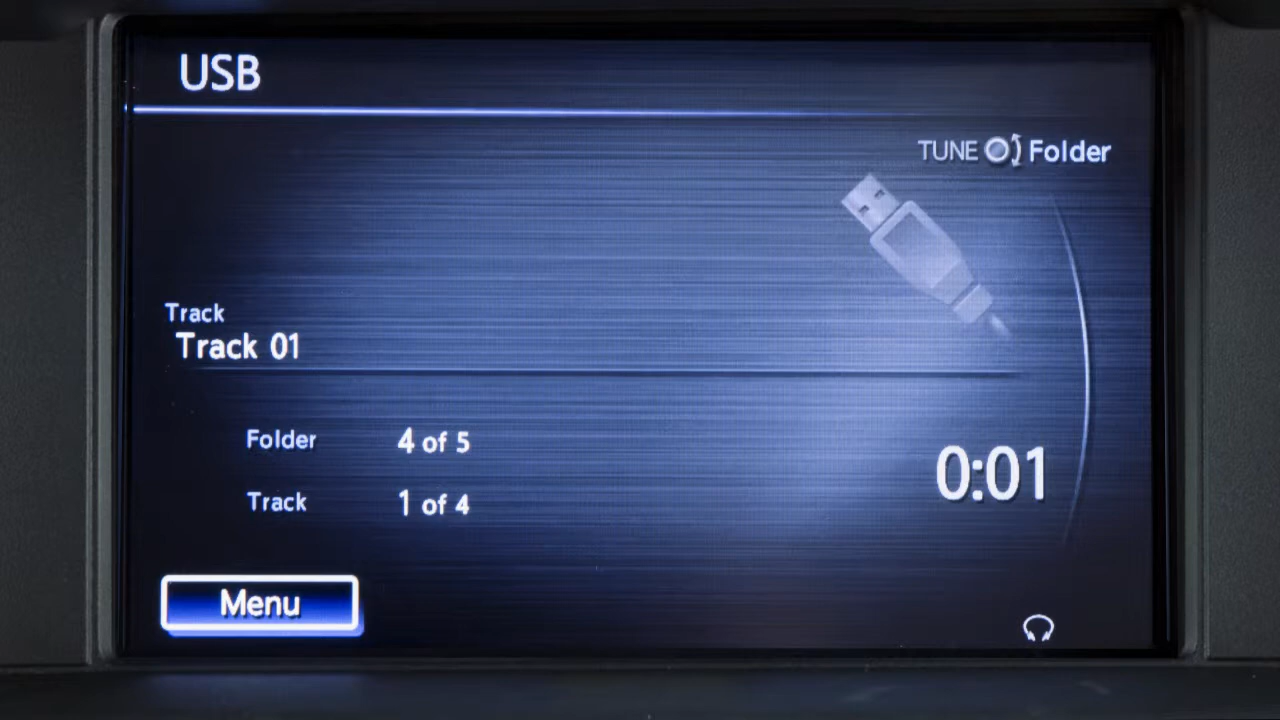 USB
TUNE Folder
Track
Track 01
Folder 4 of 5
Track 1 of 4
0:01
Menu